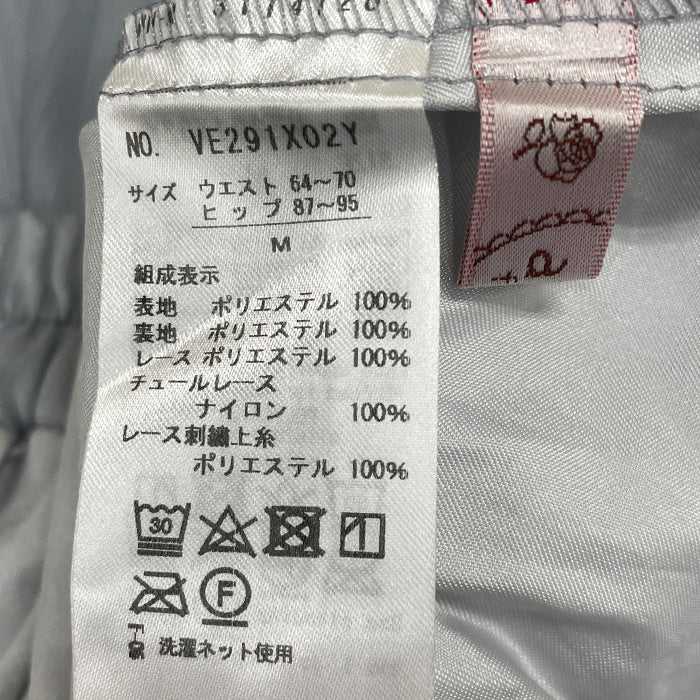 NO. VE291X02Y
サイズ ウエスト 64～70
ヒップ 87～95
M
組成表示
表地 ポリエステル 100%
裏地 ポリエステル 100%
レース ポリエステル 100%
チュールレース
ナイロン 100%
レース刺繍上糸
ポリエステル 100%
30
F
洗濯ネット使用